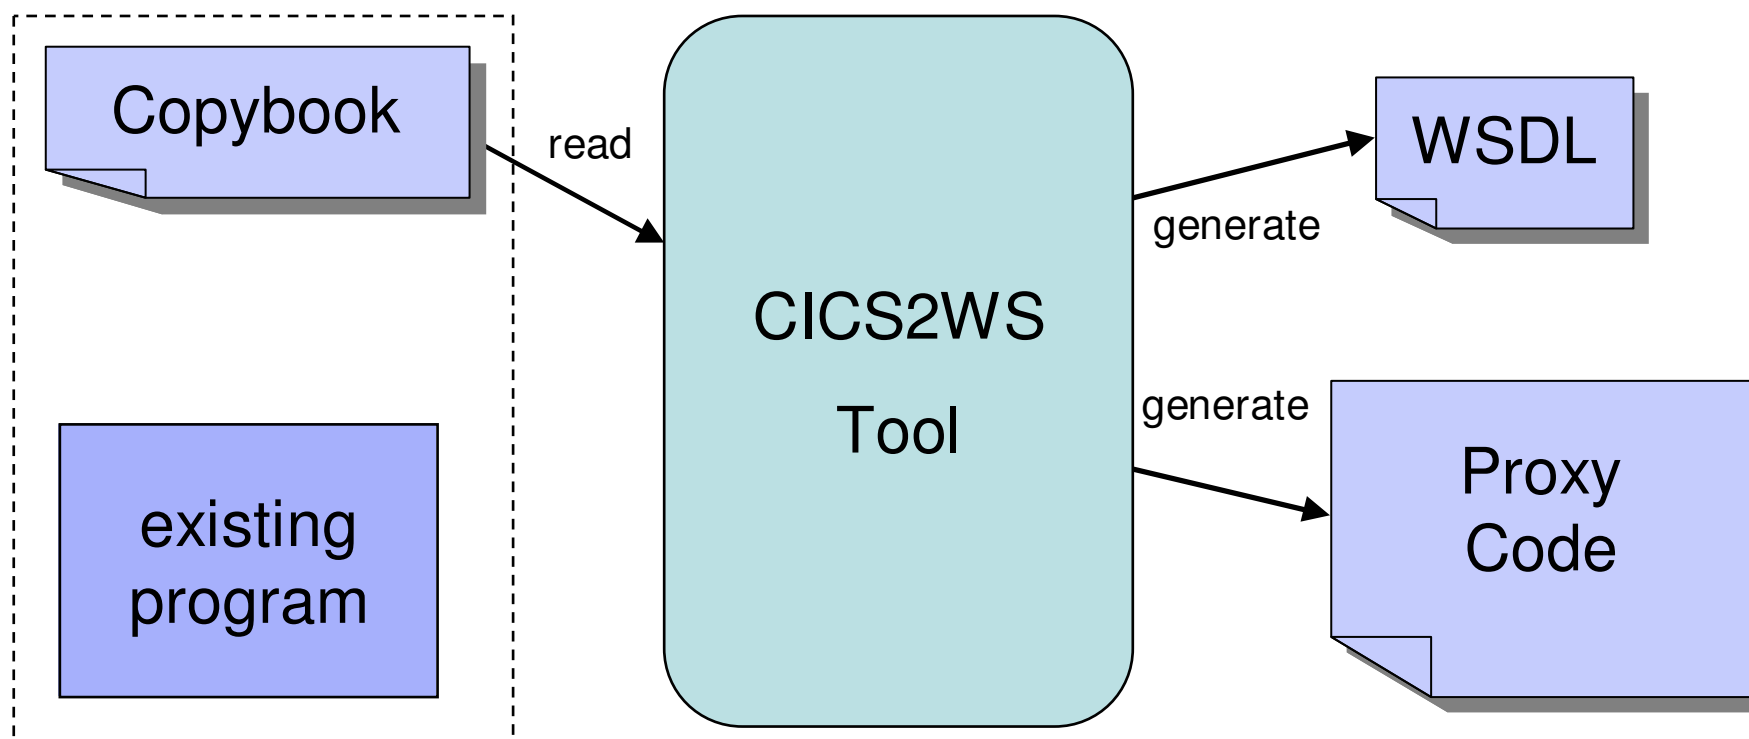 Copybook
read
WSDL
generate
CICS2WS
Tool
generate
existing
program
Proxy
Code